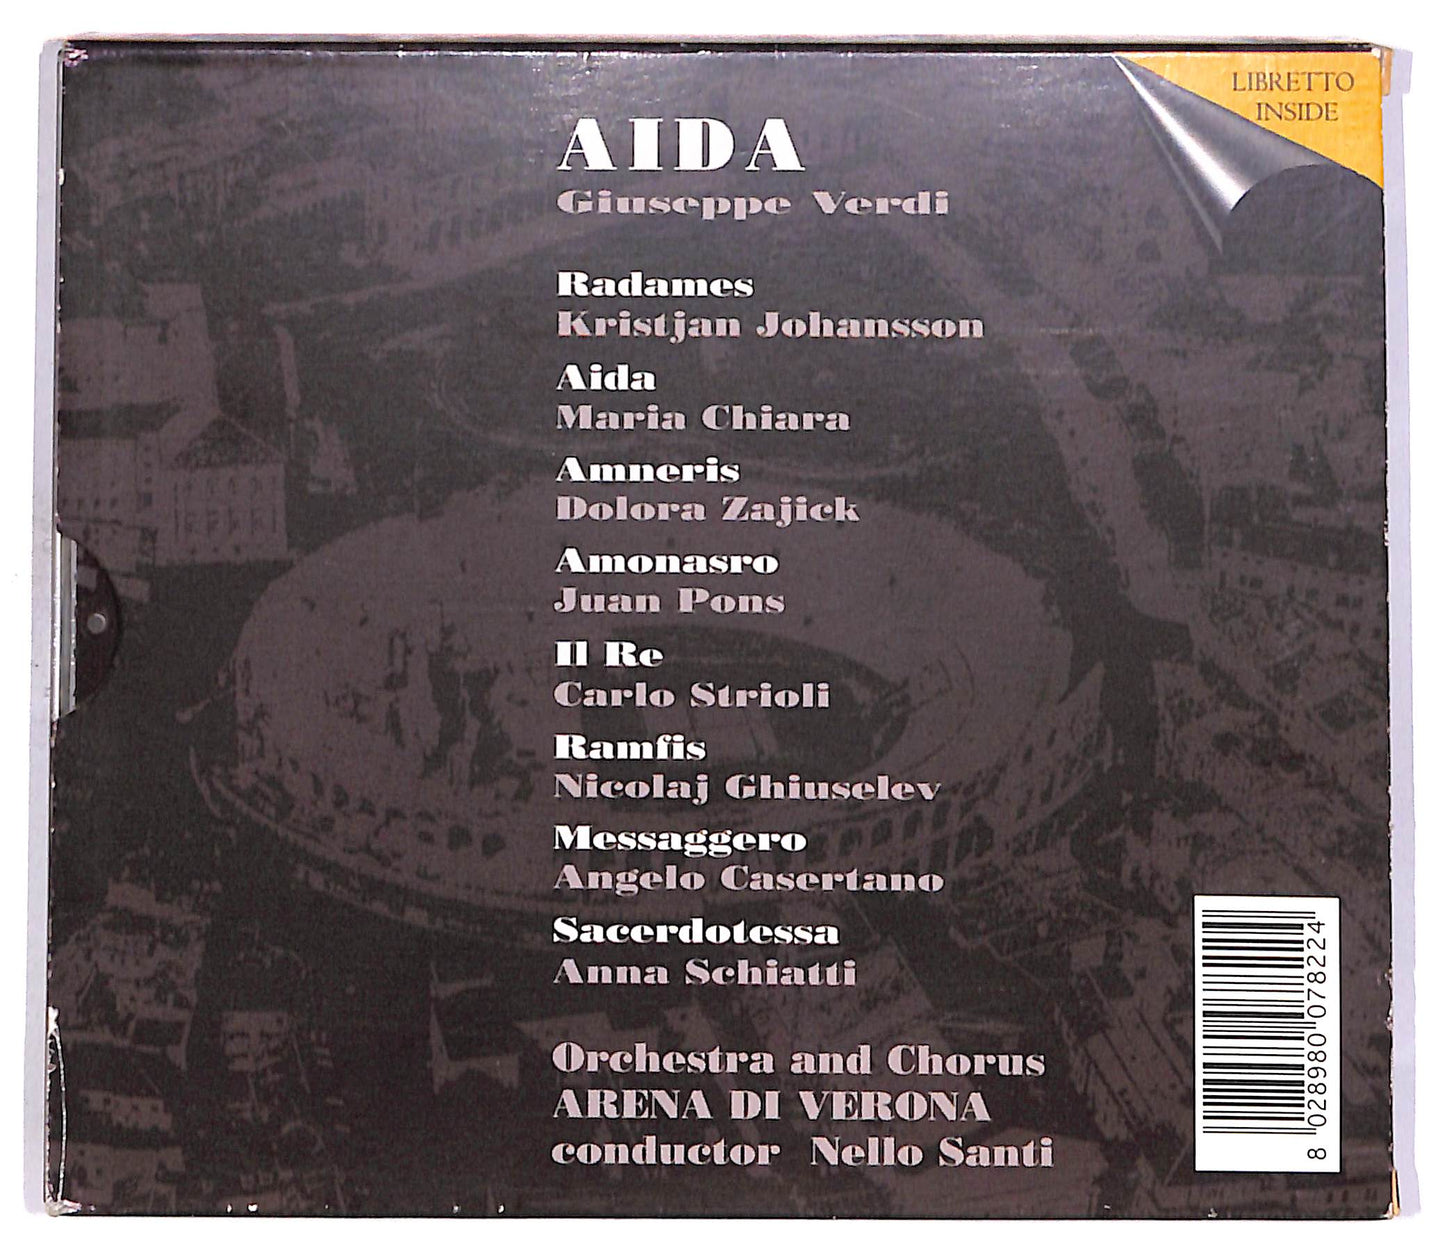 LIBRETTO
INSIDE
AIDA
Giuseppe Verdi
Radames
Kristjan Johansson
Aida
Maria Chiara
Amneris
Dolora Zajick
Amonasro
Juan Pons
Il Re
Carlo Strioli
Ramfis
Nicolaj Ghiuselev
Messaggero
Angelo Casertano
Sacerdotessa
Anna Schiatti
Orchestra and Chorus
ARENA DI VERONA
conductor Nello Santi
8 028980 078224